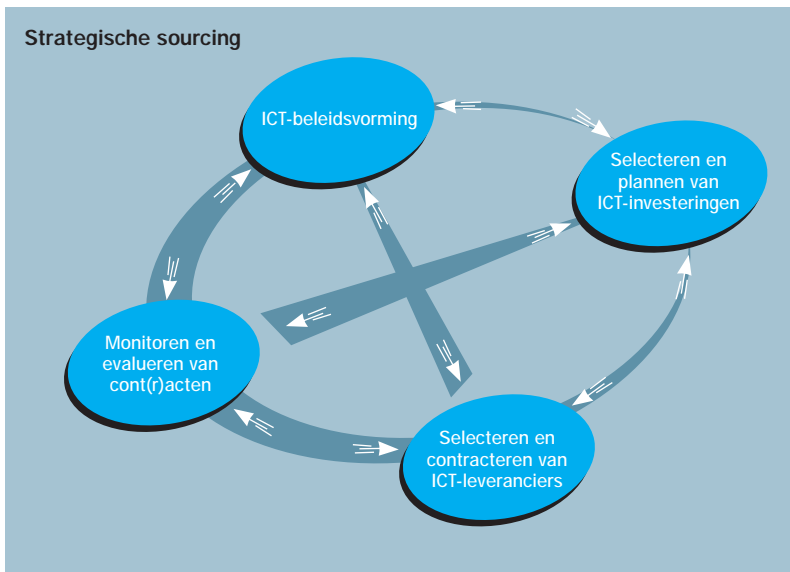 Strategische sourcing
ICT-beleidsvorming
Selecteren en
plannen van
ICT-investeringen
Monitoren en
evalueren van
cont(r)acten
Selecteren en
contracteren van
ICT-leveranciers